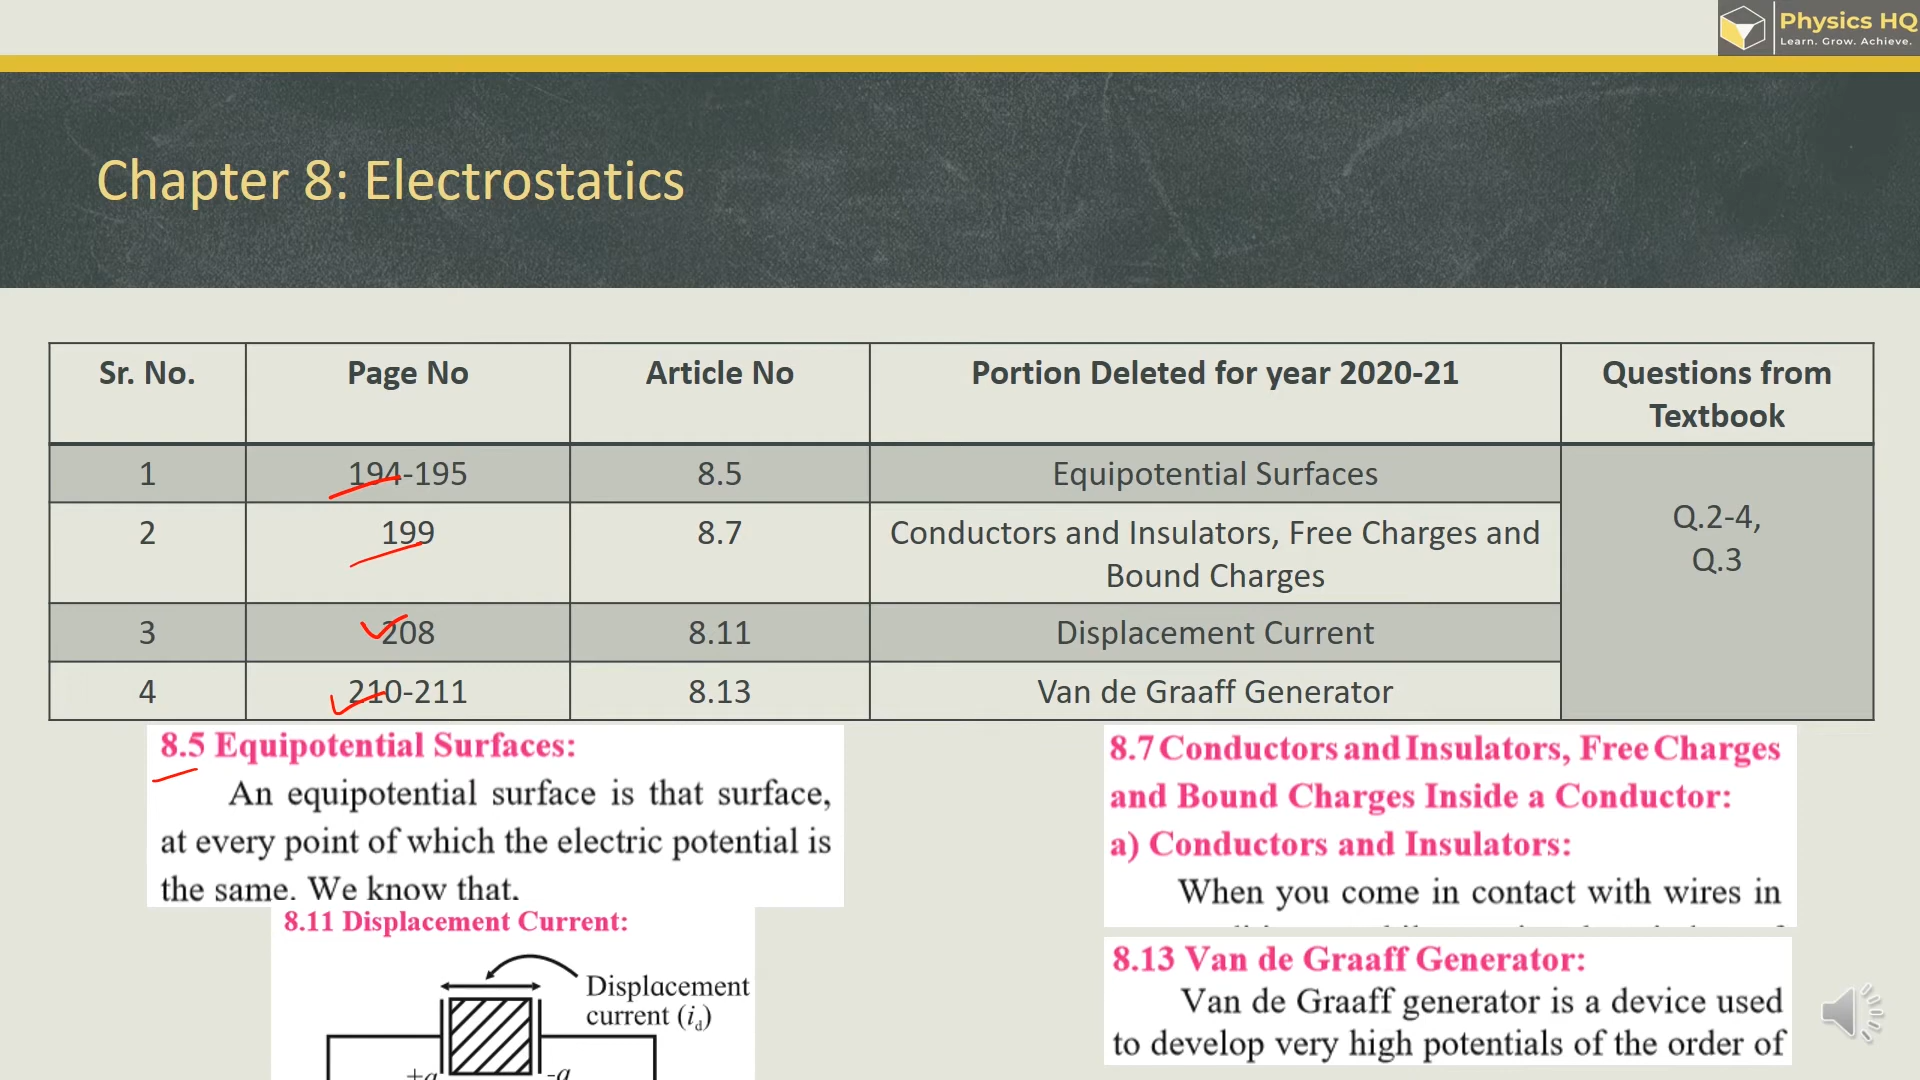 Physics HQ
Learn. Grow. Achieve.
Chapter 8: Electrostatics
Sr. No. Page No Article No Portion Deleted for year 2020-21 Questions from Textbook
1 194-195 8.5 Equipotential Surfaces Q.2-4,
Q.3
2 199 8.7 Conductors and Insulators, Free Charges and
Bound Charges
3 208 8.11 Displacement Current
4 210-211 8.13 Van de Graaff Generator
8.5 Equipotential Surfaces:
An equipotential surface is that surface,
at every point of which the electric potential is
the same. We know that,
8.11 Displacement Current:
Displacement
current (id)
+q -q
8.7 Conductors and Insulators, Free Charges
and Bound Charges Inside a Conductor:
a) Conductors and Insulators:
When you come in contact with wires in
8.13 Van de Graaff Generator:
Van de Graaff generator is a device used
to develop very high potentials of the order of